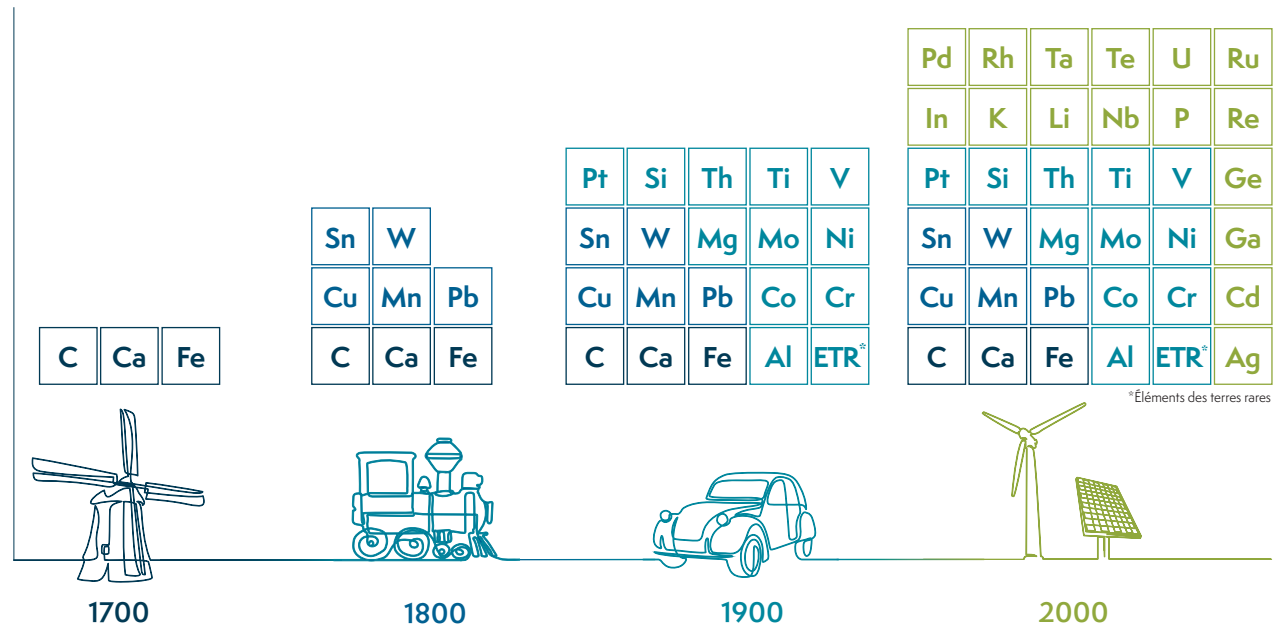 Pd Rh Ta Te U Ru
In K Li Nb P Re
Pt Si Th Ti V
Pt Si Th Ti V Ge
Sn W
Sn W Mg Mo Ni
Sn W Mg Mo Ni Ga
Cu Mn Pb
Cu Mn Pb Co Cr
Cu Mn Pb Co Cr Cd
C Ca Fe
C Ca Fe
C Ca Fe Al ETR*
C Ca Fe Al ETR* Ag
*Éléments des terres rares
1700
1800
1900
2000